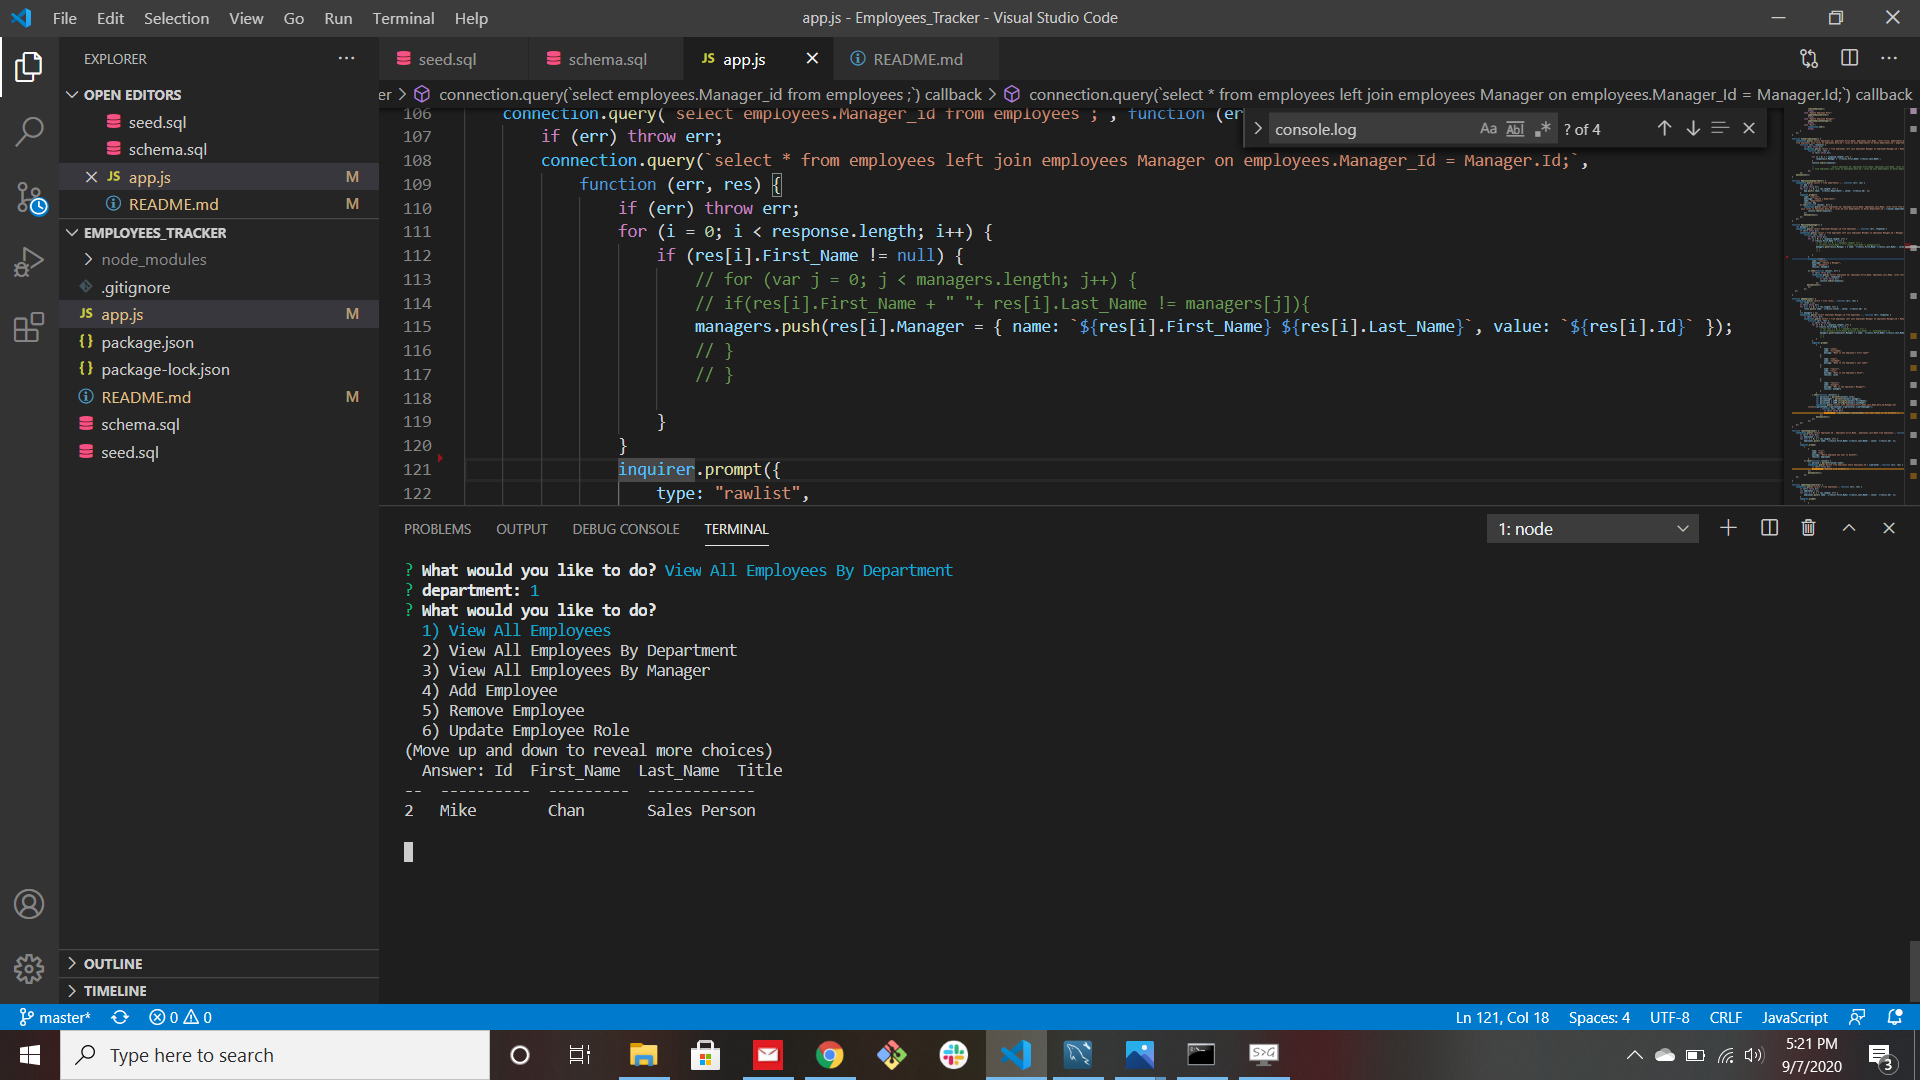 File Edit Selection View Go Run Terminal Help
app.js - Employees_Tracker - Visual Studio Code
EXPLORER
OPEN EDITORS
seed.sql
schema.sql
JS app.js M
README.md M
EMPLOYEES_TRACKER
node_modules
.gitignore
JS app.js M
{} package.json
{} package-lock.json
README.md M
schema.sql
seed.sql
OUTLINE
TIMELINE
seed.sql schema.sql JS app.js README.md
er > connection.query(`select employees.Manager_id from employees ;`) callback > connection.query(`select * from employees left join employees Manager on employees.Manager_Id = Manager.Id;`) callback
console.log Aa Abl .* ? of 4
106 connection.query(`select employees.Manager_id from employees ;`, function (er
107 if (err) throw err;
108 connection.query(`select * from employees left join employees Manager on employees.Manager_Id = Manager.Id;`,
109 function (err, res) {
110 if (err) throw err;
111 for (i = 0; i < response.length; i++) {
112 if (res[i].First_Name != null) {
113 // for (var j = 0; j < managers.length; j++) {
114 // if(res[i].First_Name + " "+ res[i].Last_Name != managers[j]){
115 managers.push(res[i].Manager = { name: `${res[i].First_Name} ${res[i].Last_Name}`, value: `${res[i].Id}` });
116 // }
117 // }
118
119 }
120 }
121 inquirer.prompt({
122 type: "rawlist",
PROBLEMS OUTPUT DEBUG CONSOLE TERMINAL
1: node
? What would you like to do? View All Employees By Department
? department: 1
? What would you like to do?
1) View All Employees
2) View All Employees By Department
3) View All Employees By Manager
4) Add Employee
5) Remove Employee
6) Update Employee Role
(Move up and down to reveal more choices)
Answer: Id First_Name Last_Name Title
-- ---------- --------- ------------
2 Mike Chan Sales Person
master* 0 0
Ln 121, Col 18 Spaces: 4 UTF-8 CRLF JavaScript
Type here to search
S>G
5:21 PM
9/7/2020
3